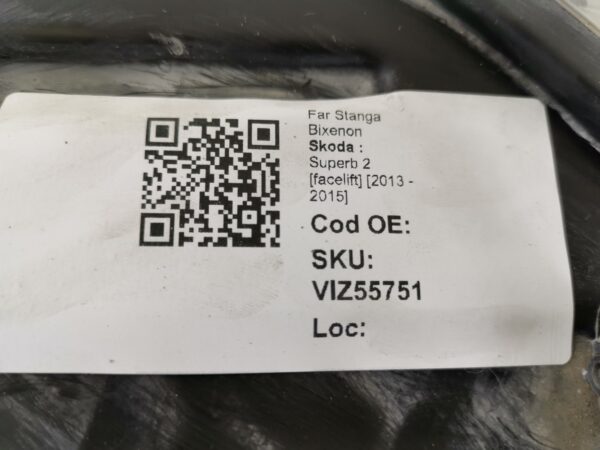 Far Stanga
Bixenon
Skoda :
Superb 2
[facelift] [2013 -
2015]
Cod OE:
SKU:
VIZ55751
Loc: